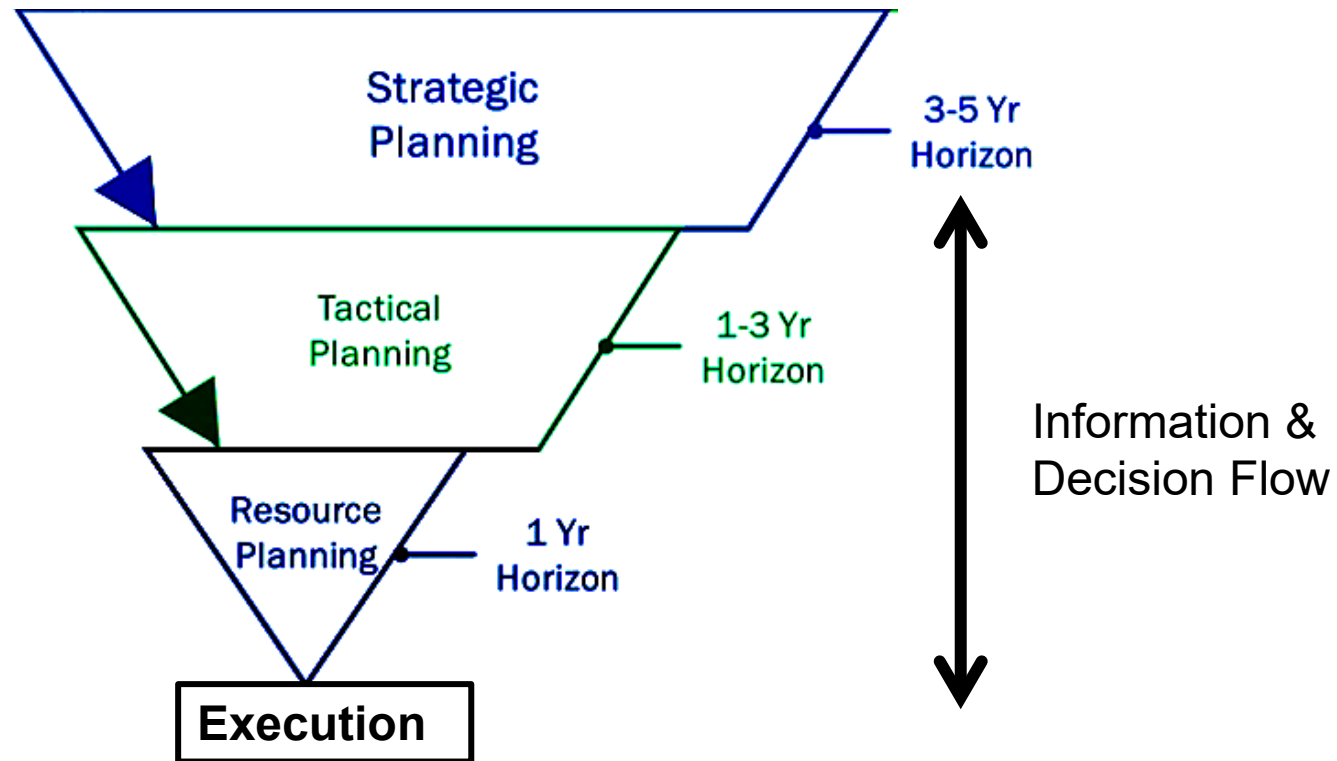 Strategic
Planning
3-5 Yr
Horizon
Tactical
Planning
1-3 Yr
Horizon
Information &
Decision Flow
Resource
Planning
1 Yr
Horizon
Execution